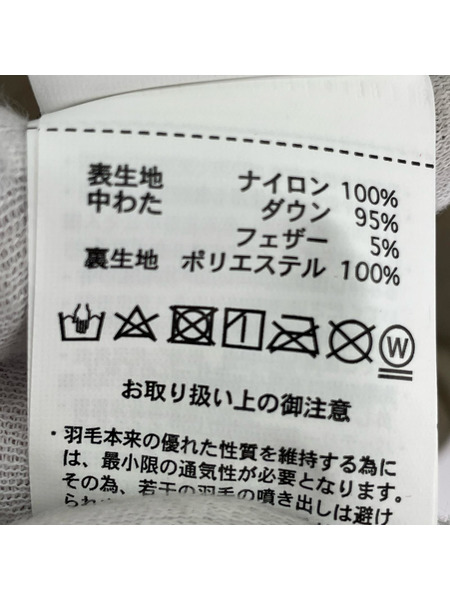 表生地 ナイロン 100%
中わた ダウン 95%
フェザー 5%
裏生地 ポリエステル 100%
W
お取り扱い上の御注意
・羽毛本来の優れた性質を維持する為に
は、最小限の通気性が必要となります。
その為、若干の羽毛の噴き出しは避け
られ